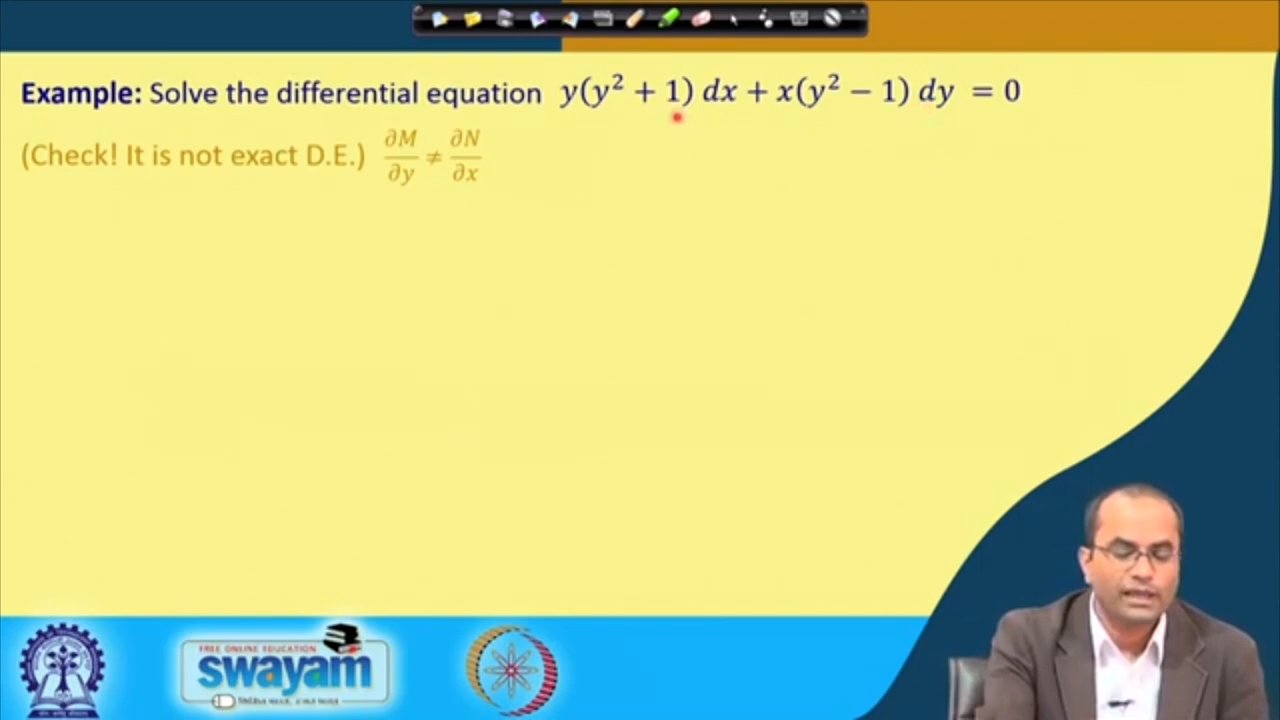 Example: Solve the differential equation y(y² + 1) dx + x(y² − 1) dy = 0
(Check! It is not exact D.E.) ∂M/∂y ≠ ∂N/∂x
FREE ONLINE EDUCATION
swayam